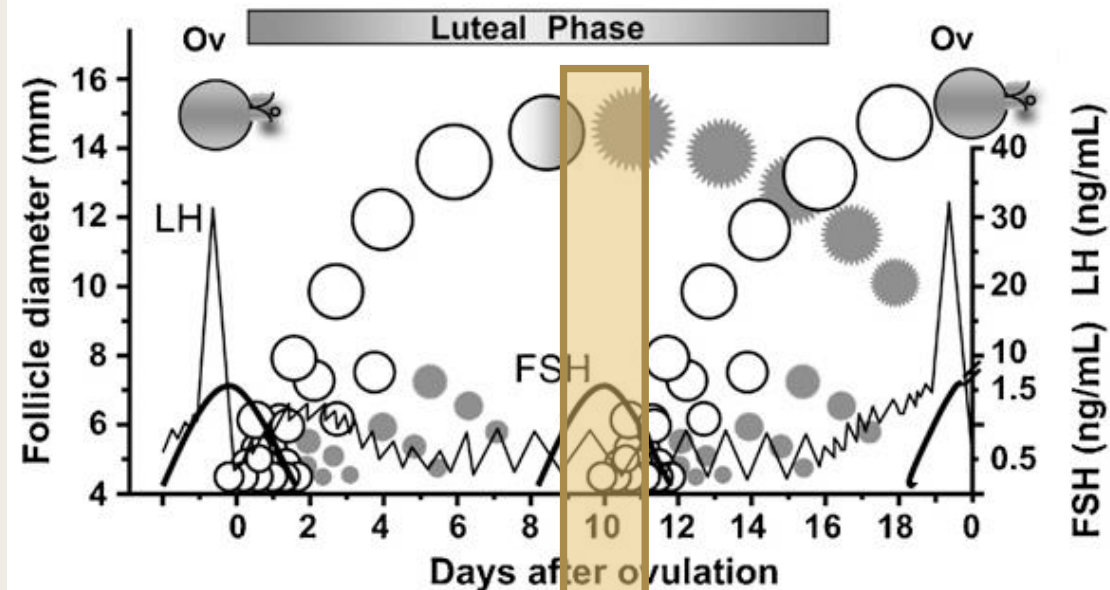 Luteal Phase
Ov
Ov
Follicle diameter (mm)
16
14
12
10
8
6
4
LH
FSH
40
30
20
10
1.5
0.5
LH (ng/mL)
FSH (ng/mL)
0 2 4 6 8 10 12 14 16 18 0
Days after ovulation